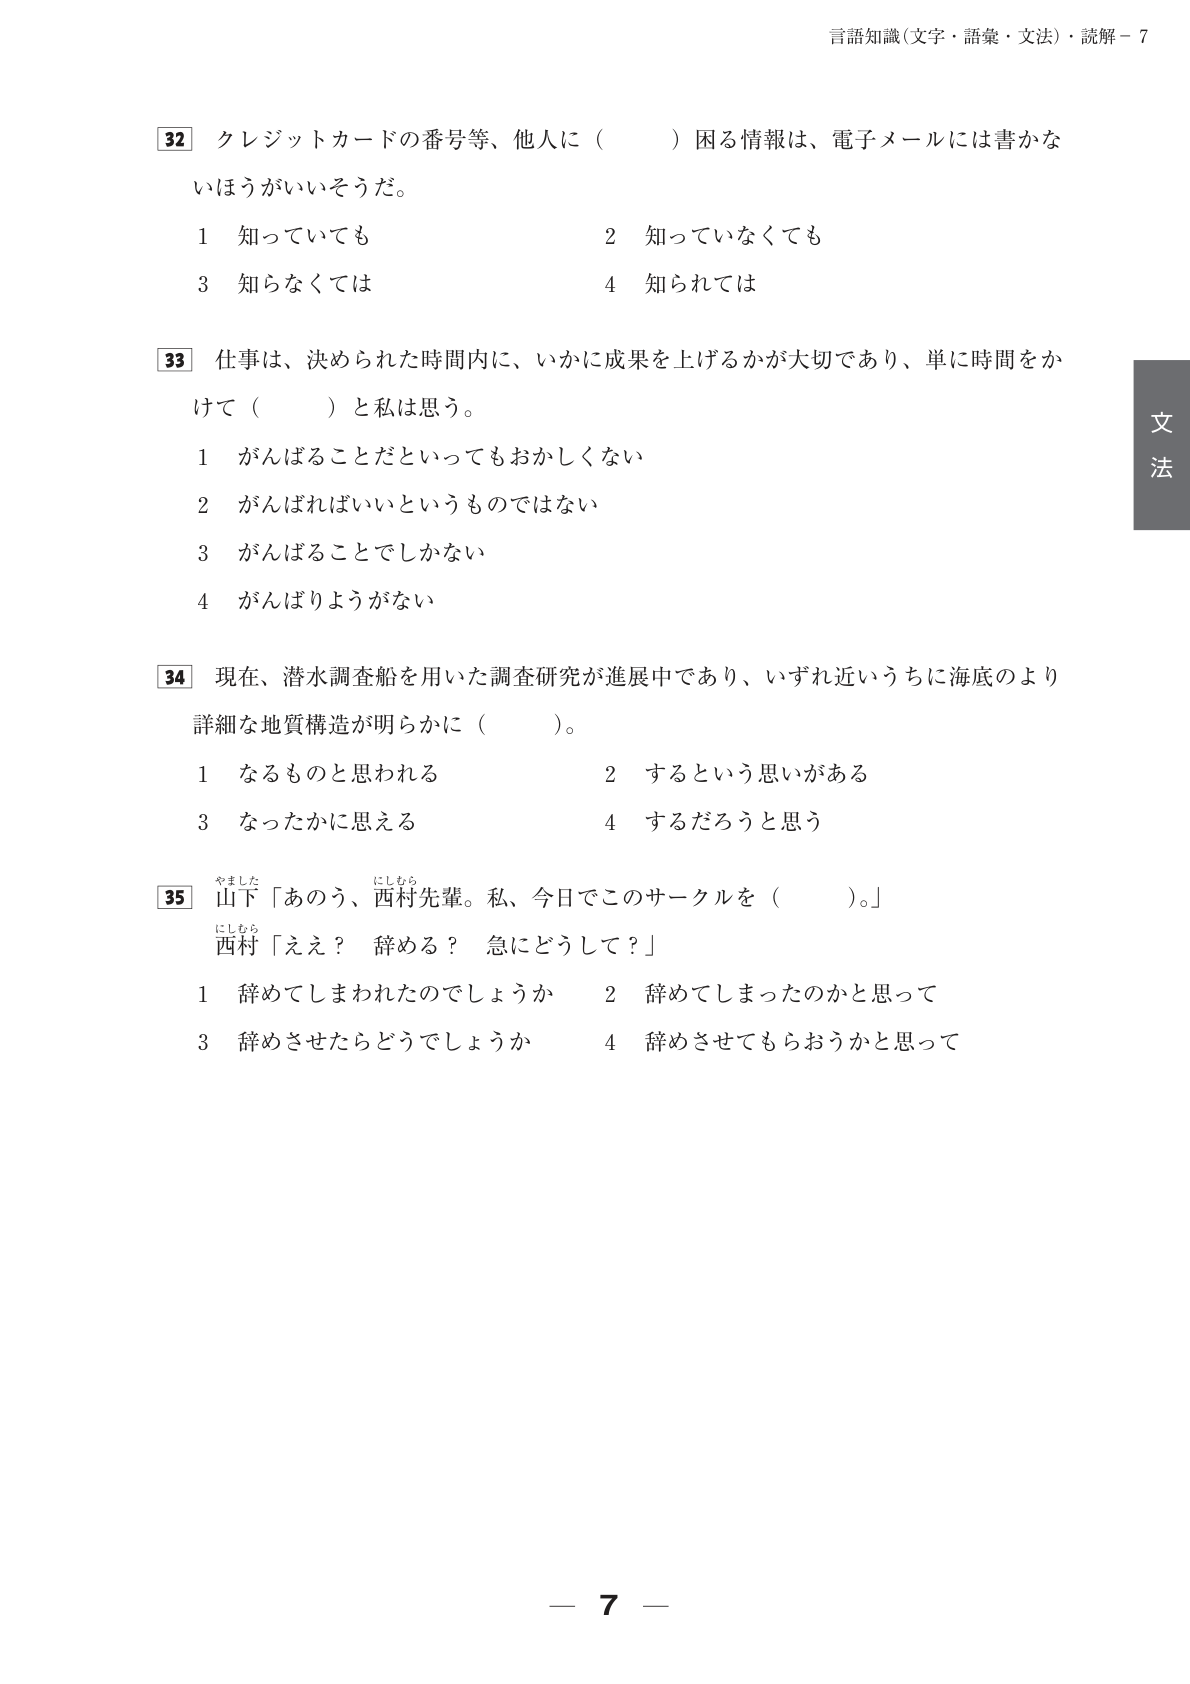 言語知識(文字・語彙・文法)・読解－ 7
32 クレジットカードの番号等、他人に（　　　）困る情報は、電子メールには書かな
いほうがいいそうだ。
1　知っていても　　2　知っていなくても
3　知らなくては　　4　知られては
33 仕事は、決められた時間内に、いかに成果を上げるかが大切であり、単に時間をか
けて（　　　）と私は思う。
1　がんばることだといってもおかしくない
2　がんばればいいというものではない
3　がんばることでしかない
4　がんばりようがない
文
法
34 現在、潜水調査船を用いた調査研究が進展中であり、いずれ近いうちに海底のより
詳細な地質構造が明らかに（　　　）。
1　なるものと思われる　　2　するという思いがある
3　なったかに思える　　4　するだろうと思う
やました　にしむら
35 山下「あのう、西村先輩。私、今日でこのサークルを（　　　）。」
にしむら
西村「ええ？　辞める？　急にどうして？」
1　辞めてしまわれたのでしょうか　　2　辞めてしまったのかと思って
3　辞めさせたらどうでしょうか　　4　辞めさせてもらおうかと思って
— 7 —